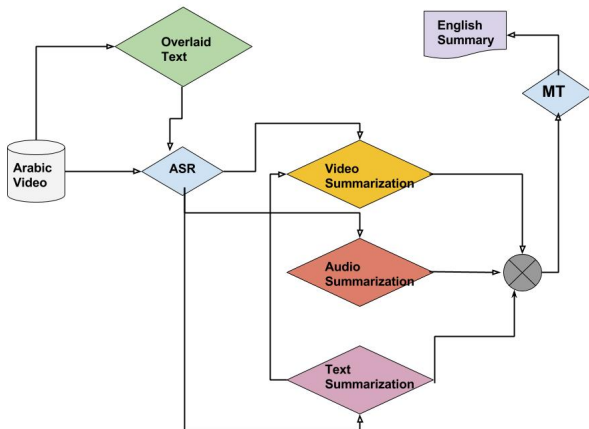 Overlaid
Text
English
Summary
MT
Arabic
Video
ASR
Video
Summarization
Audio
Summarization
Text
Summarization